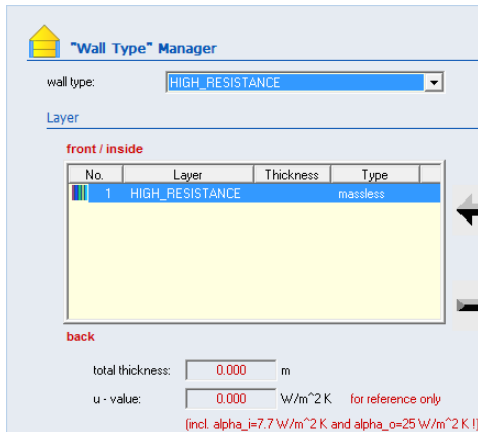 "Wall Type" Manager
wall type: HIGH_RESISTANCE
Layer
front / inside
No. Layer Thickness Type
1 HIGH_RESISTANCE massless
back
total thickness: 0.000 m
u - value: 0.000 W/m^2 K for reference only
(incl. alpha_i=7.7 W/m^2 K and alpha_o=25 W/m^2 K !)